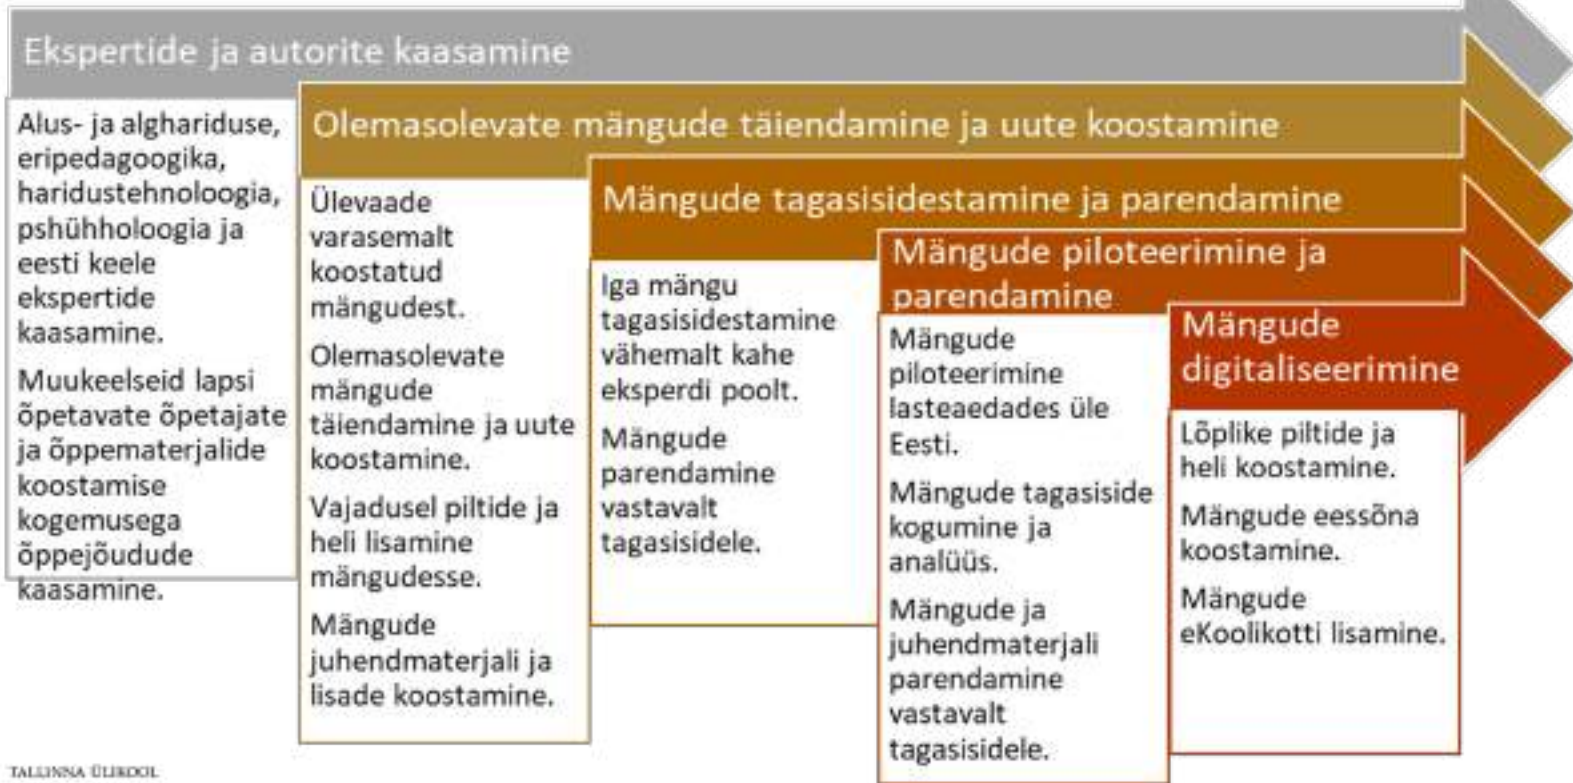 Ekspertide ja autorite kaasamine
Alus- ja alghariduse,
eripedagoogika,
haridustehnoloogia,
pshühholoogia ja
eesti keele
ekspertide
kaasamine.
Muukeelseid lapsi
õpetavate õpetajate
ja õppematerjalide
koostamise
kogemusega
õppejõudude
kaasamine.
Olemasolevate mängude täiendamine ja uute koostamine
Ülevaade
varasemalt
koostatud
mängudest.
Olemasolevate
mängude
täiendamine ja uute
koostamine.
Vajadusel piltide ja
heli lisamine
mängudesse.
Mängude
juhendmaterjali ja
lisade koostamine.
Mängude tagasisidestamine ja parendamine
Iga mängu
tagasisidestamine
vähemalt kahe
eksperdi poolt.
Mängude
parendamine
vastavalt
tagasisidele.
Mängude piloteerimine ja
parendamine
Mängude
piloteerimine
lasteaedades üle
Eesti.
Mängude tagasiside
kogumine ja
analüüs.
Mängude ja
juhendmaterjali
parendamine
vastavalt
tagasisidele.
Mängude
digitaliseerimine
Lõplike piltide ja
heli koostamine.
Mängude eessõna
koostamine.
Mängude
eKoolikotti lisamine.
TALLINNA ÜLIKOOL